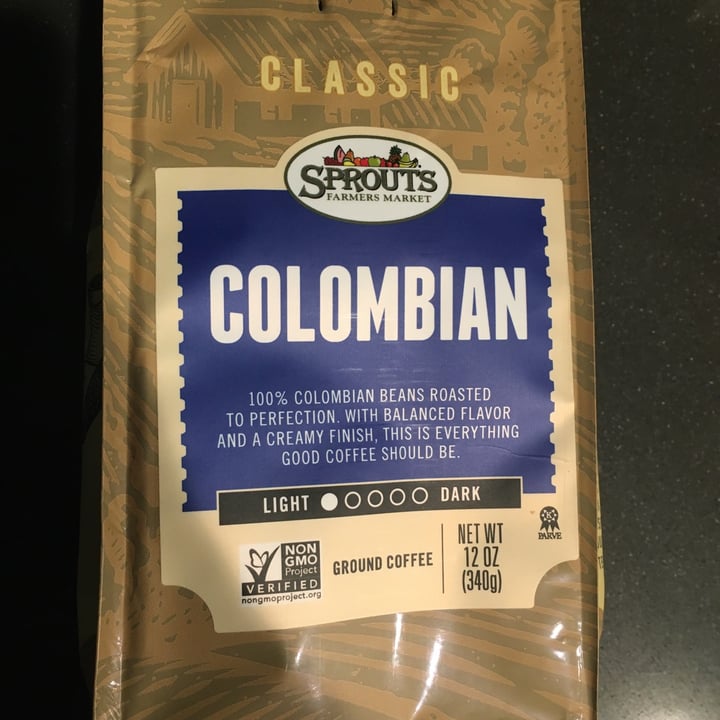 CLASSIC
SPROUTS
FARMERS MARKET
COLOMBIAN
100% COLOMBIAN BEANS ROASTED
TO PERFECTION. WITH BALANCED FLAVOR
AND A CREAMY FINISH, THIS IS EVERYTHING
GOOD COFFEE SHOULD BE.
LIGHT DARK
NON
GMO
Project
VERIFIED
nongmoproject.org
GROUND COFFEE
NET WT
12 OZ
(340g)
K
PARVE